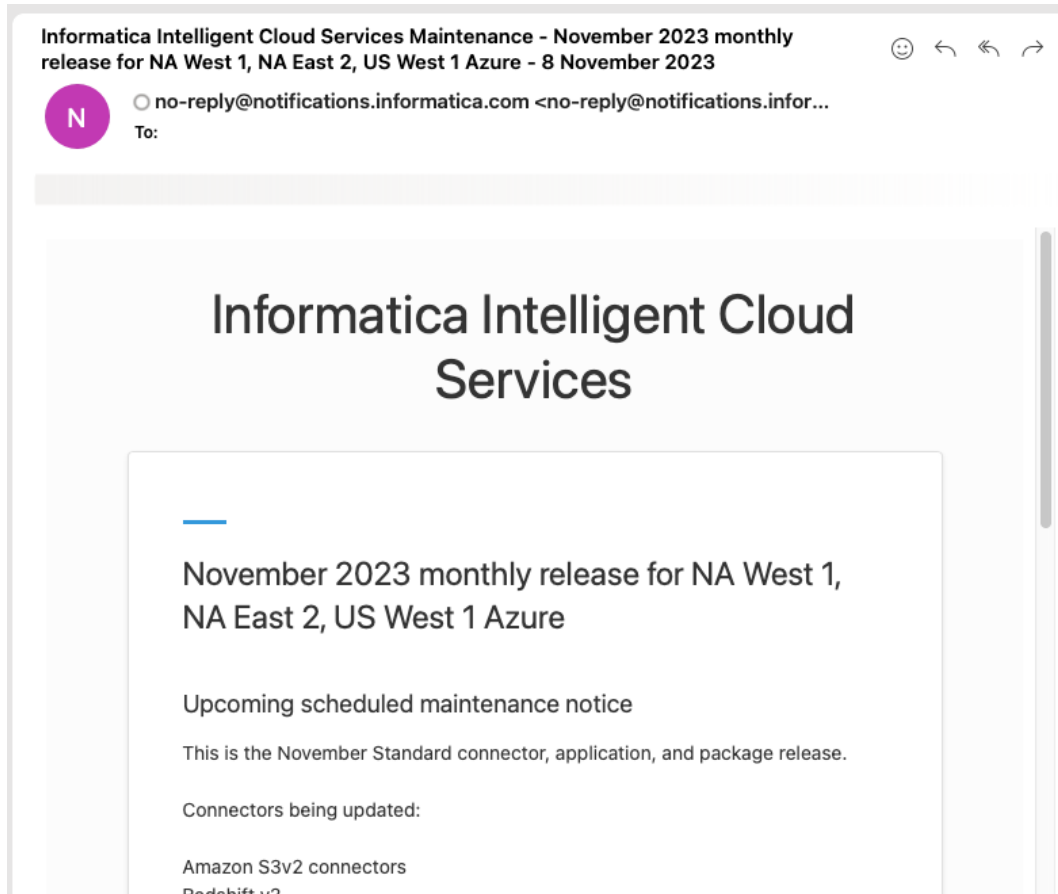 Informatica Intelligent Cloud Services Maintenance - November 2023 monthly
release for NA West 1, NA East 2, US West 1 Azure - 8 November 2023
N
no-reply@notifications.informatica.com <no-reply@notifications.infor...
To:
Informatica Intelligent Cloud
Services
November 2023 monthly release for NA West 1,
NA East 2, US West 1 Azure
Upcoming scheduled maintenance notice
This is the November Standard connector, application, and package release.
Connectors being updated:
Amazon S3v2 connectors
Redshift v2